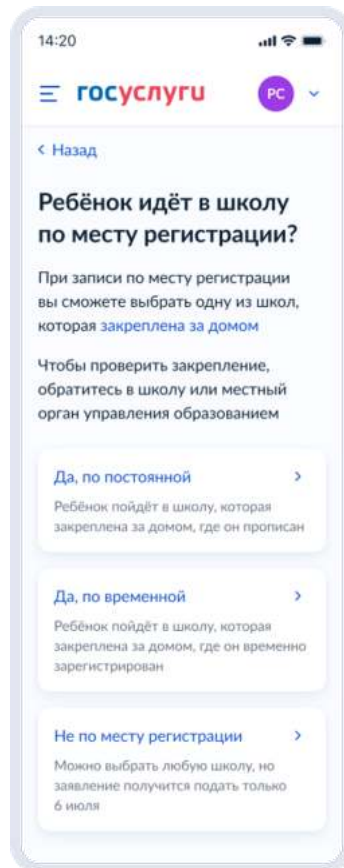 14:20
госуслуги
РС
Назад
Ребёнок идёт в школу
по месту регистрации?
При записи по месту регистрации
вы сможете выбрать одну из школ,
которая закреплена за домом
Чтобы проверить закрепление,
обратитесь в школу или местный
орган управления образованием
Да, по постоянной
Ребёнок пойдёт в школу, которая
закреплена за домом, где он прописан
Да, по временной
Ребёнок пойдёт в школу, которая
закреплена за домом, где он временно
зарегистрирован
Не по месту регистрации
Можно выбрать любую школу, но
заявление получится подать только
6 июля